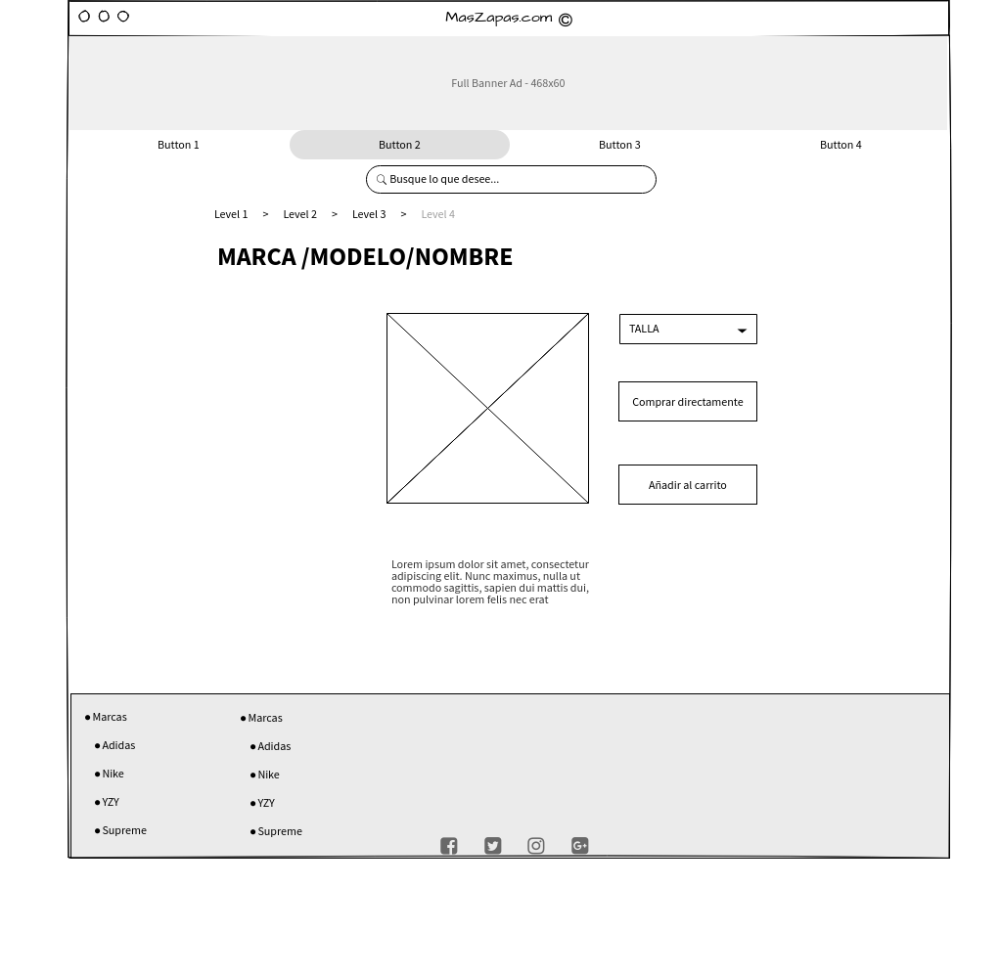 MasZapas.com ©
Full Banner Ad - 468x60
Button 1 Button 2 Button 3 Button 4
Busque lo que desee...
Level 1 > Level 2 > Level 3 > Level 4
MARCA /MODELO/NOMBRE
TALLA
Comprar directamente
Añadir al carrito
Lorem ipsum dolor sit amet, consectetur
adipiscing elit. Nunc maximus, nulla ut
commodo sagittis, sapien dui mattis dui,
non pulvinar lorem felis nec erat
● Marcas
● Adidas
● Nike
● YZY
● Supreme
● Marcas
● Adidas
● Nike
● YZY
● Supreme